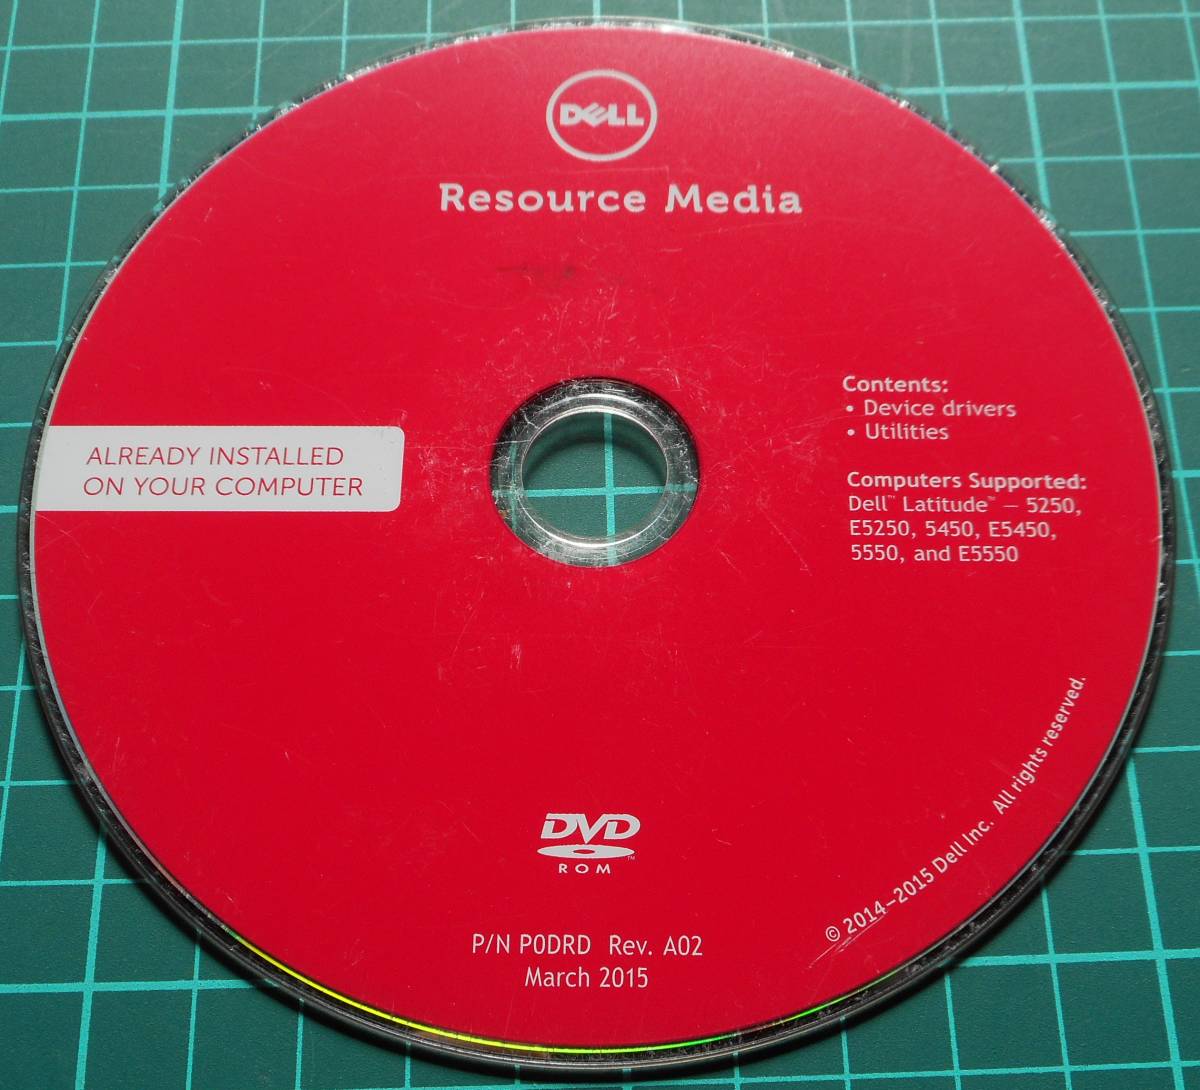 DELL
Resource Media
Contents:
• Device drivers
• Utilities
ALREADY INSTALLED
ON YOUR COMPUTER
Computers Supported:
Dell™ Latitude™ — 5250,
E5250, 5450, E5450,
5550, and E5550
DVD™
ROM
© 2014–2015 Dell Inc. All rights reserved.
P/N P0DRD Rev. A02
March 2015